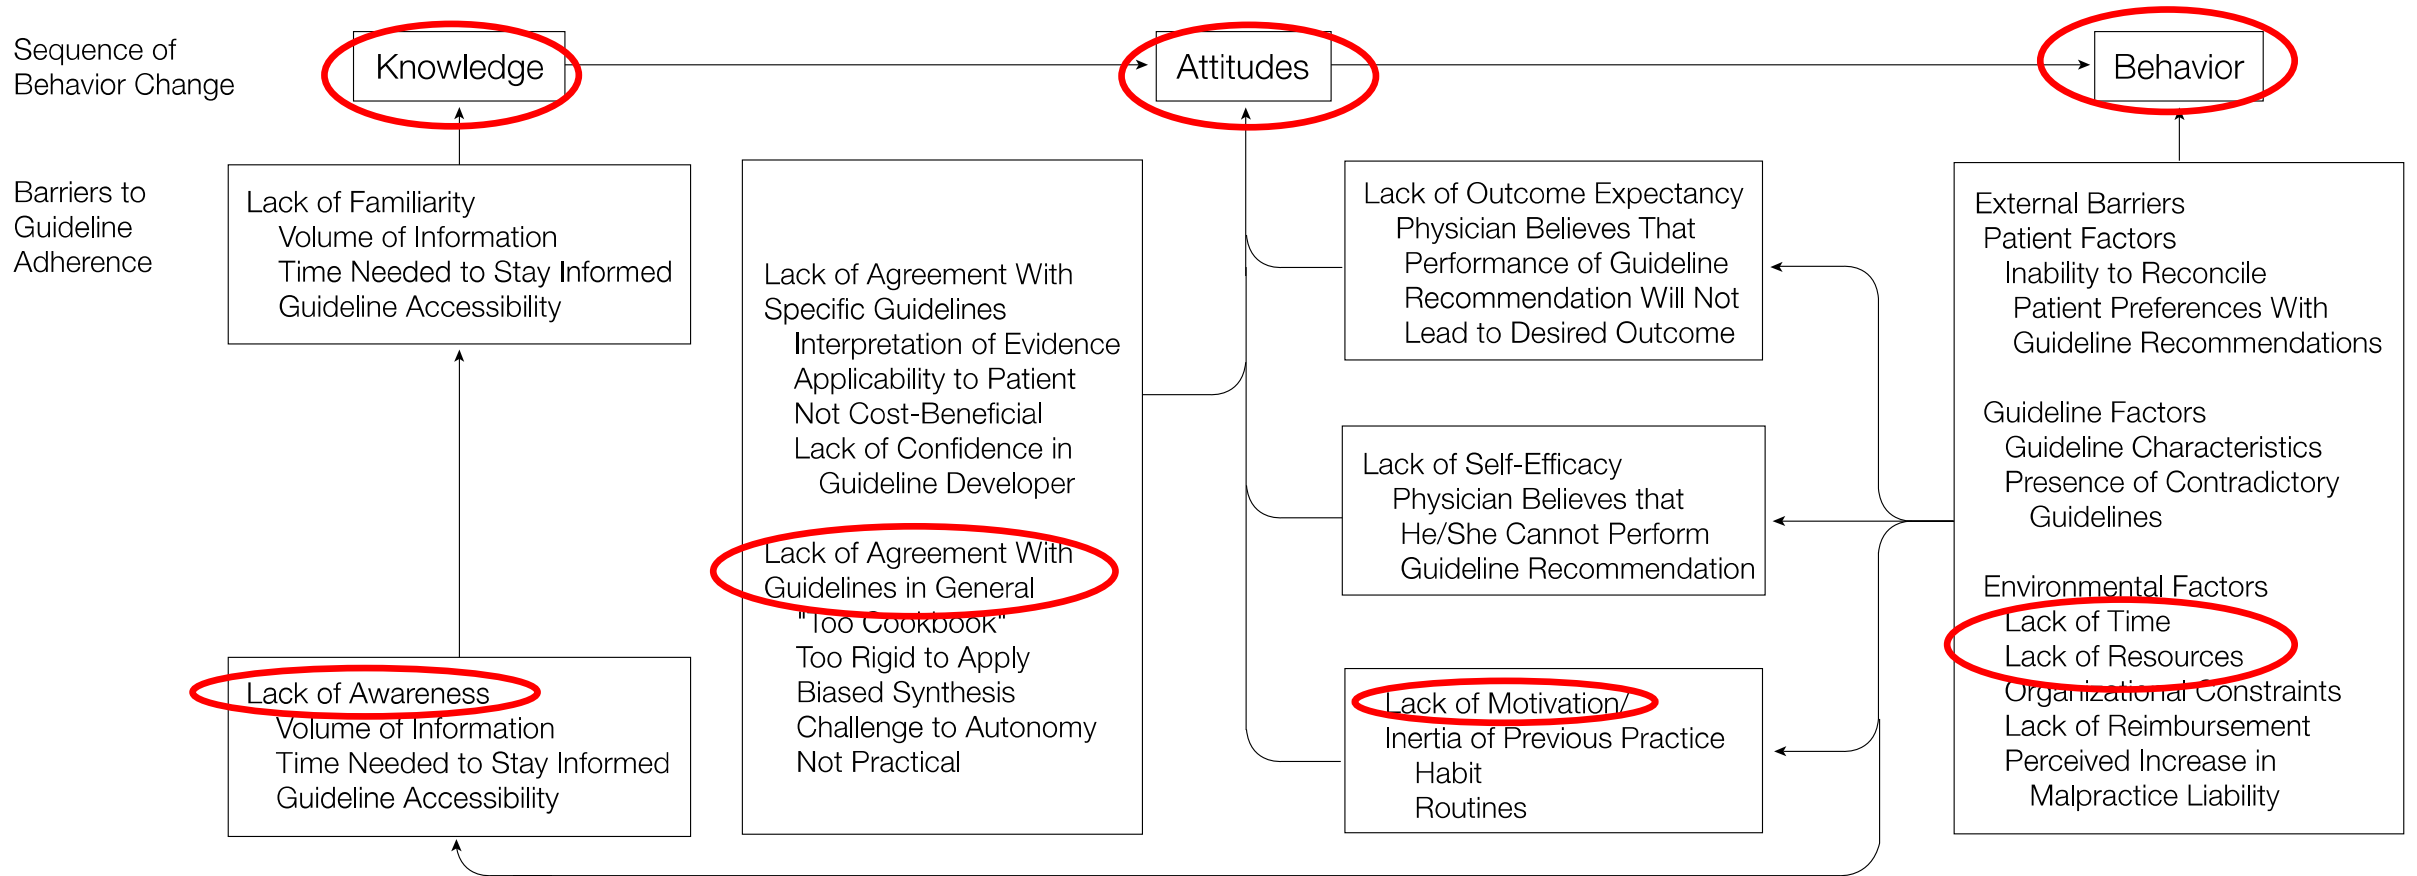 Sequence of
Behavior Change
Knowledge
Attitudes
Behavior
Barriers to
Guideline
Adherence
Lack of Familiarity
Volume of Information
Time Needed to Stay Informed
Guideline Accessibility
Lack of Awareness
Volume of Information
Time Needed to Stay Informed
Guideline Accessibility
Lack of Agreement With
Specific Guidelines
Interpretation of Evidence
Applicability to Patient
Not Cost-Beneficial
Lack of Confidence in
Guideline Developer
Lack of Agreement With
Guidelines in General
"Too Cookbook"
Too Rigid to Apply
Biased Synthesis
Challenge to Autonomy
Not Practical
Lack of Outcome Expectancy
Physician Believes That
Performance of Guideline
Recommendation Will Not
Lead to Desired Outcome
Lack of Self-Efficacy
Physician Believes that
He/She Cannot Perform
Guideline Recommendation
Lack of Motivation/
Inertia of Previous Practice
Habit
Routines
External Barriers
Patient Factors
Inability to Reconcile
Patient Preferences With
Guideline Recommendations
Guideline Factors
Guideline Characteristics
Presence of Contradictory
Guidelines
Environmental Factors
Lack of Time
Lack of Resources
Organizational Constraints
Lack of Reimbursement
Perceived Increase in
Malpractice Liability